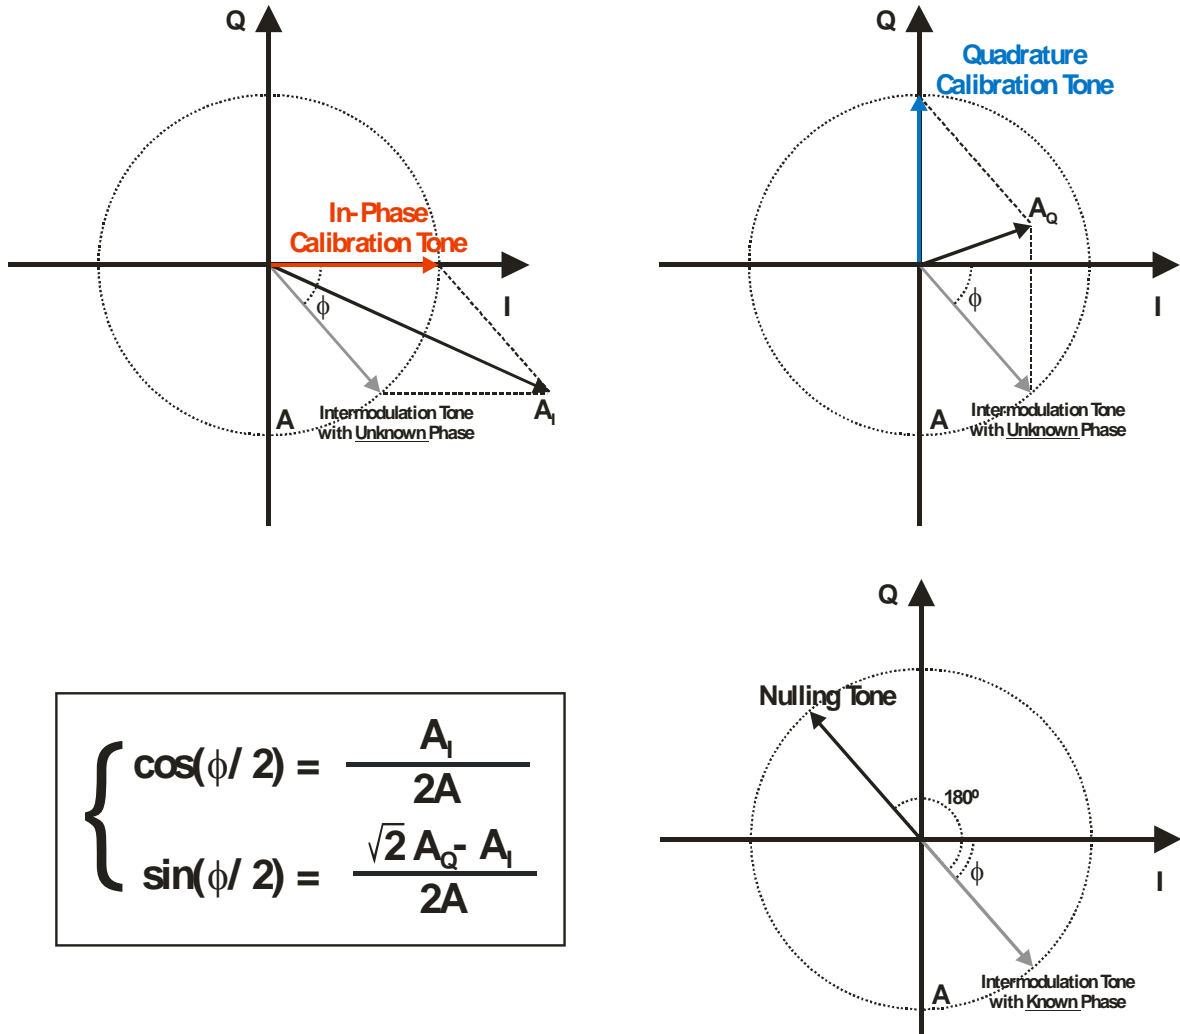 Q
In-Phase
Calibration Tone
I
ϕ
Intermodulation Tone
with Unknown Phase
A
A_I
Q
Quadrature
Calibration Tone
A_Q
ϕ
I
Intermodulation Tone
with Unknown Phase
A
cos(ϕ/ 2) = A_I / 2A
sin(ϕ/ 2) = √2 A_Q - A_I / 2A
Q
Nulling Tone
180º
ϕ
I
Intermodulation Tone
with Known Phase
A